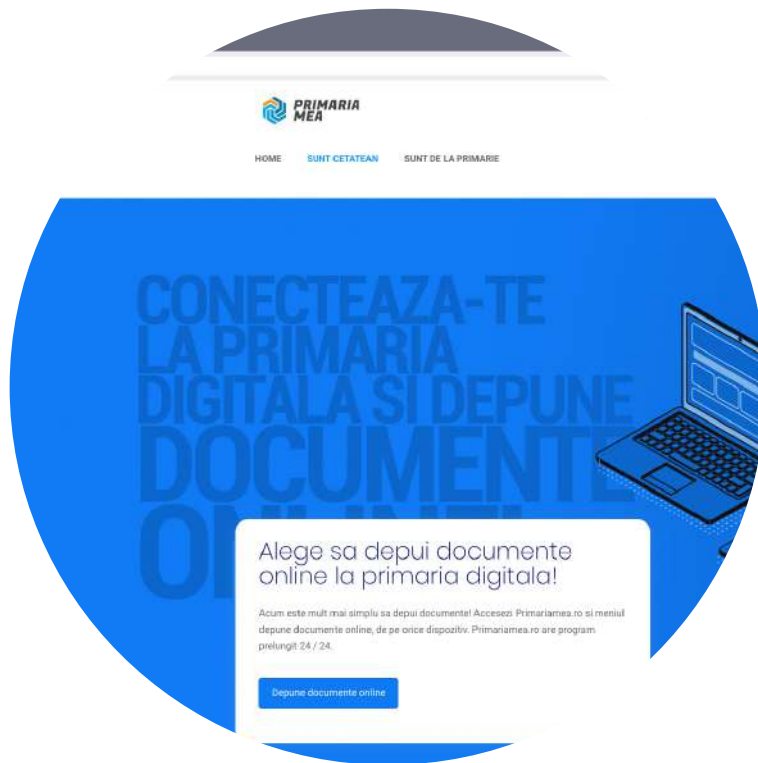 PRIMARIA
MEA
HOME SUNT CETATEAN SUNT DE LA PRIMARIE
CONECTEAZA-TE
LA PRIMARIA
DIGITALA SI DEPUNE
DOCUMENTE
ONLINE!
Alege sa depui documente
online la primaria digitala!
Acum este mult mai simplu sa depui documente! Accesezi Primariamea.ro si meniul
depune documente online, de pe orice dispozitiv. Primariamea.ro are program
prelungit 24 / 24.
Depune documente online